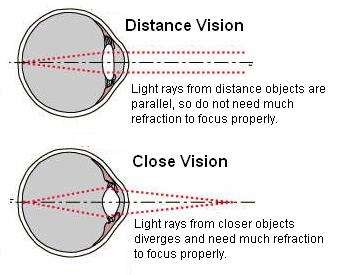 Distance Vision
Light rays from distance objects are
parallel, so do not need much
refraction to focus properly.
Close Vision
Light rays from closer objects
diverges and need much refraction
to focus properly.